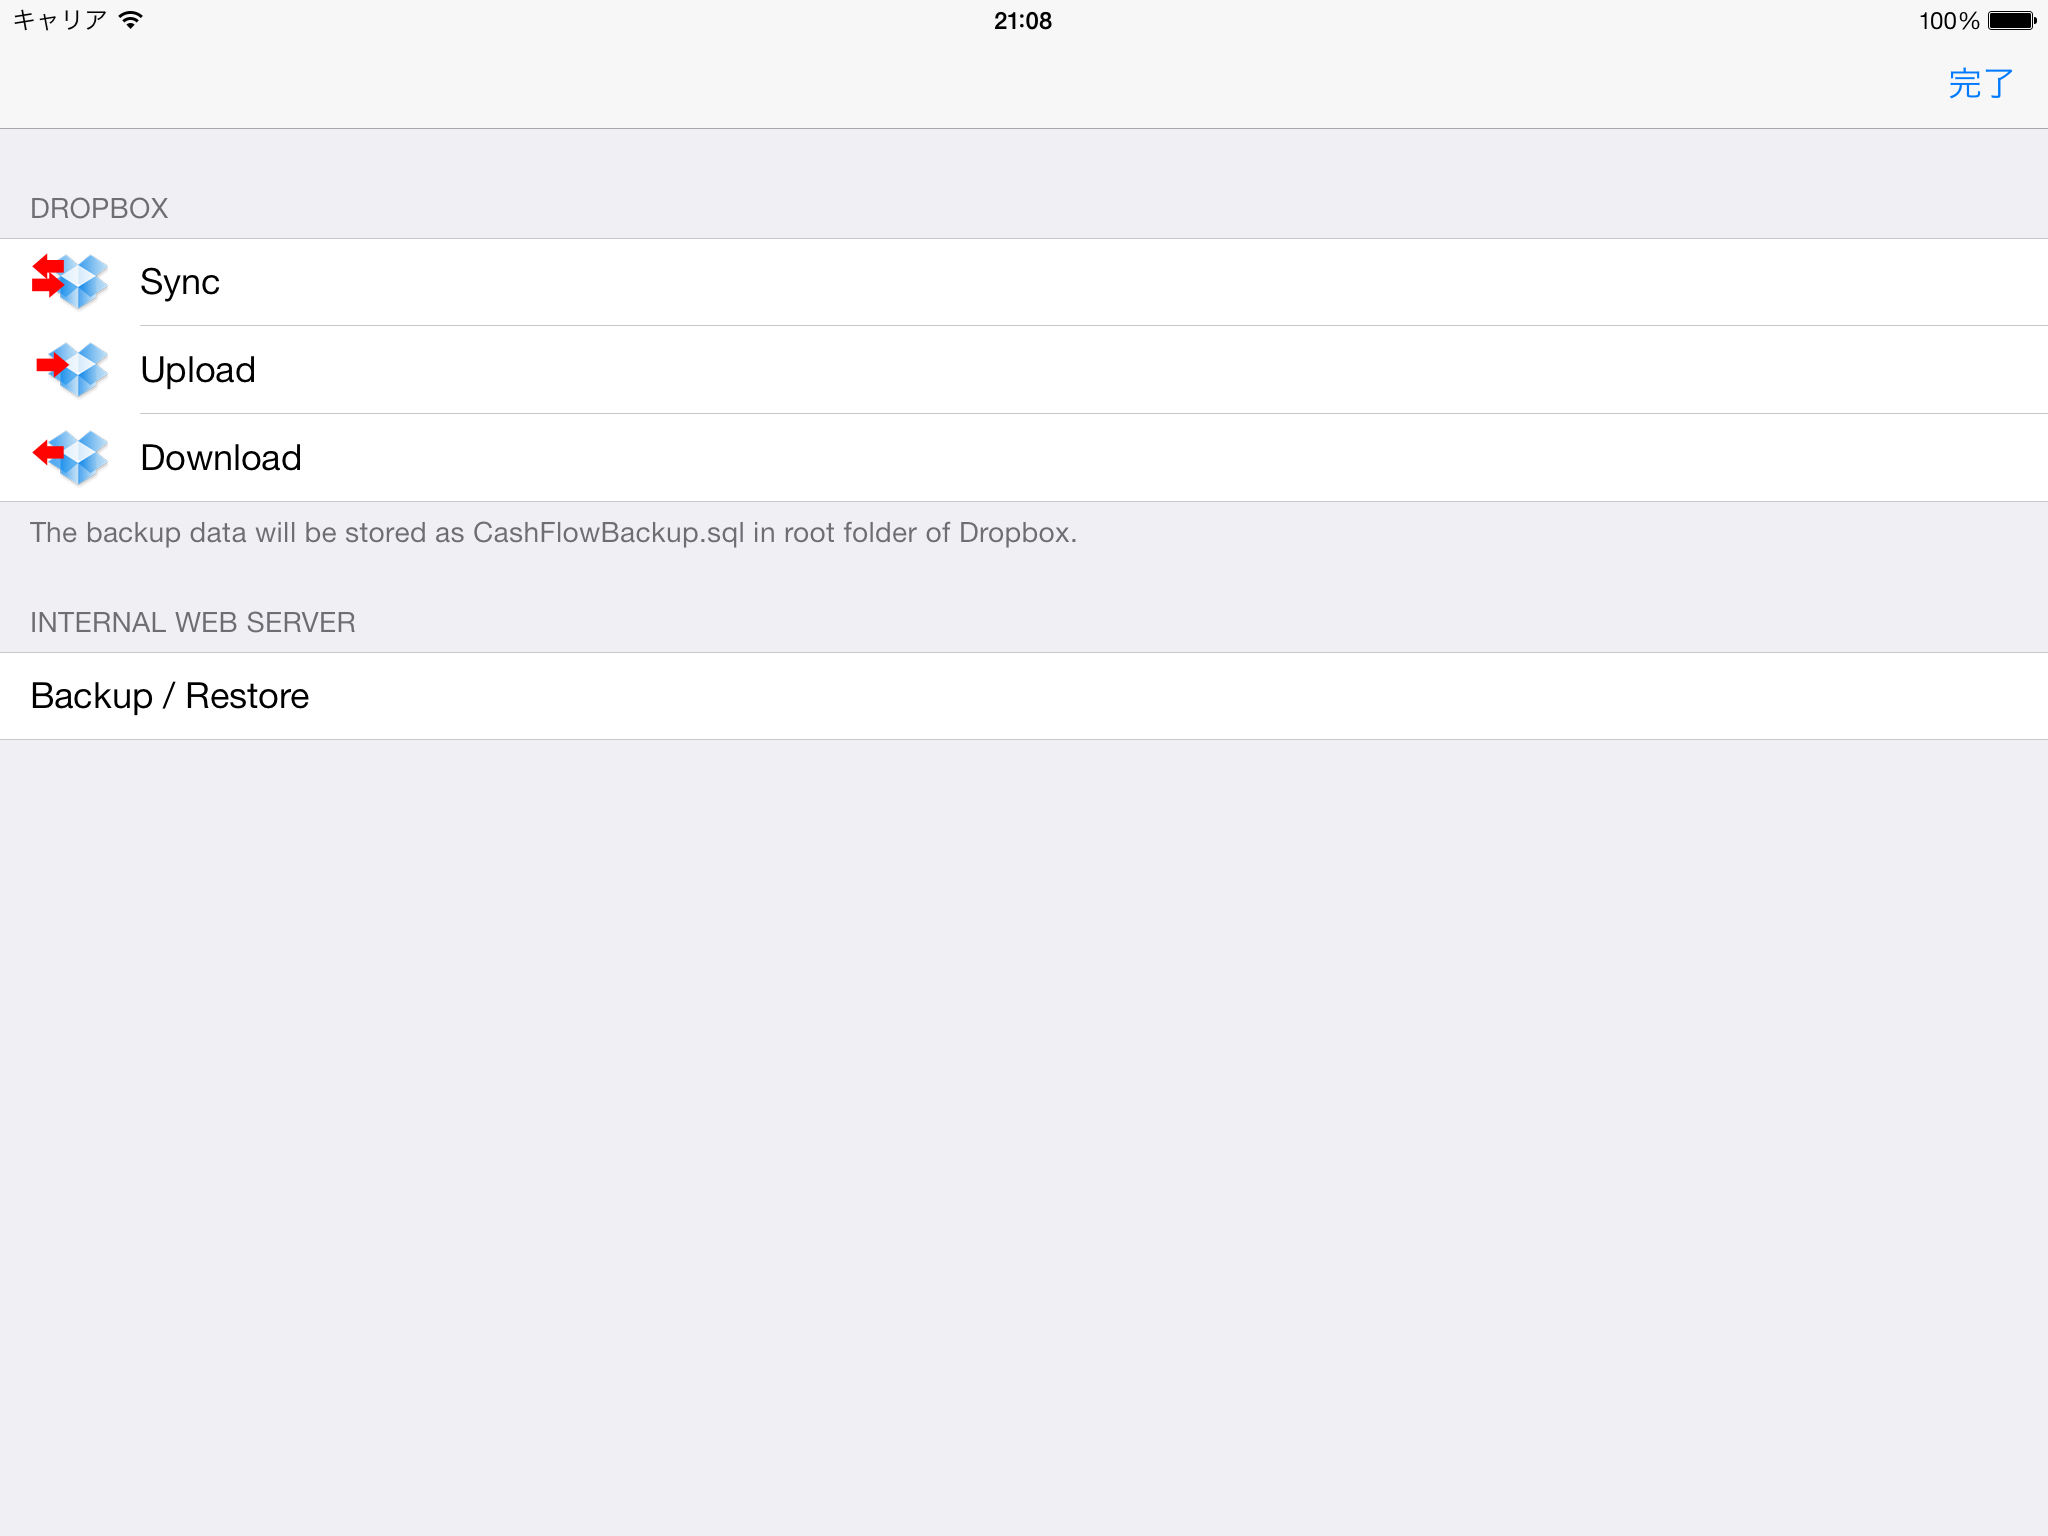 キャリア 21:08 100%
完了
DROPBOX
Sync
Upload
Download
The backup data will be stored as CashFlowBackup.sql in root folder of Dropbox.
INTERNAL WEB SERVER
Backup / Restore